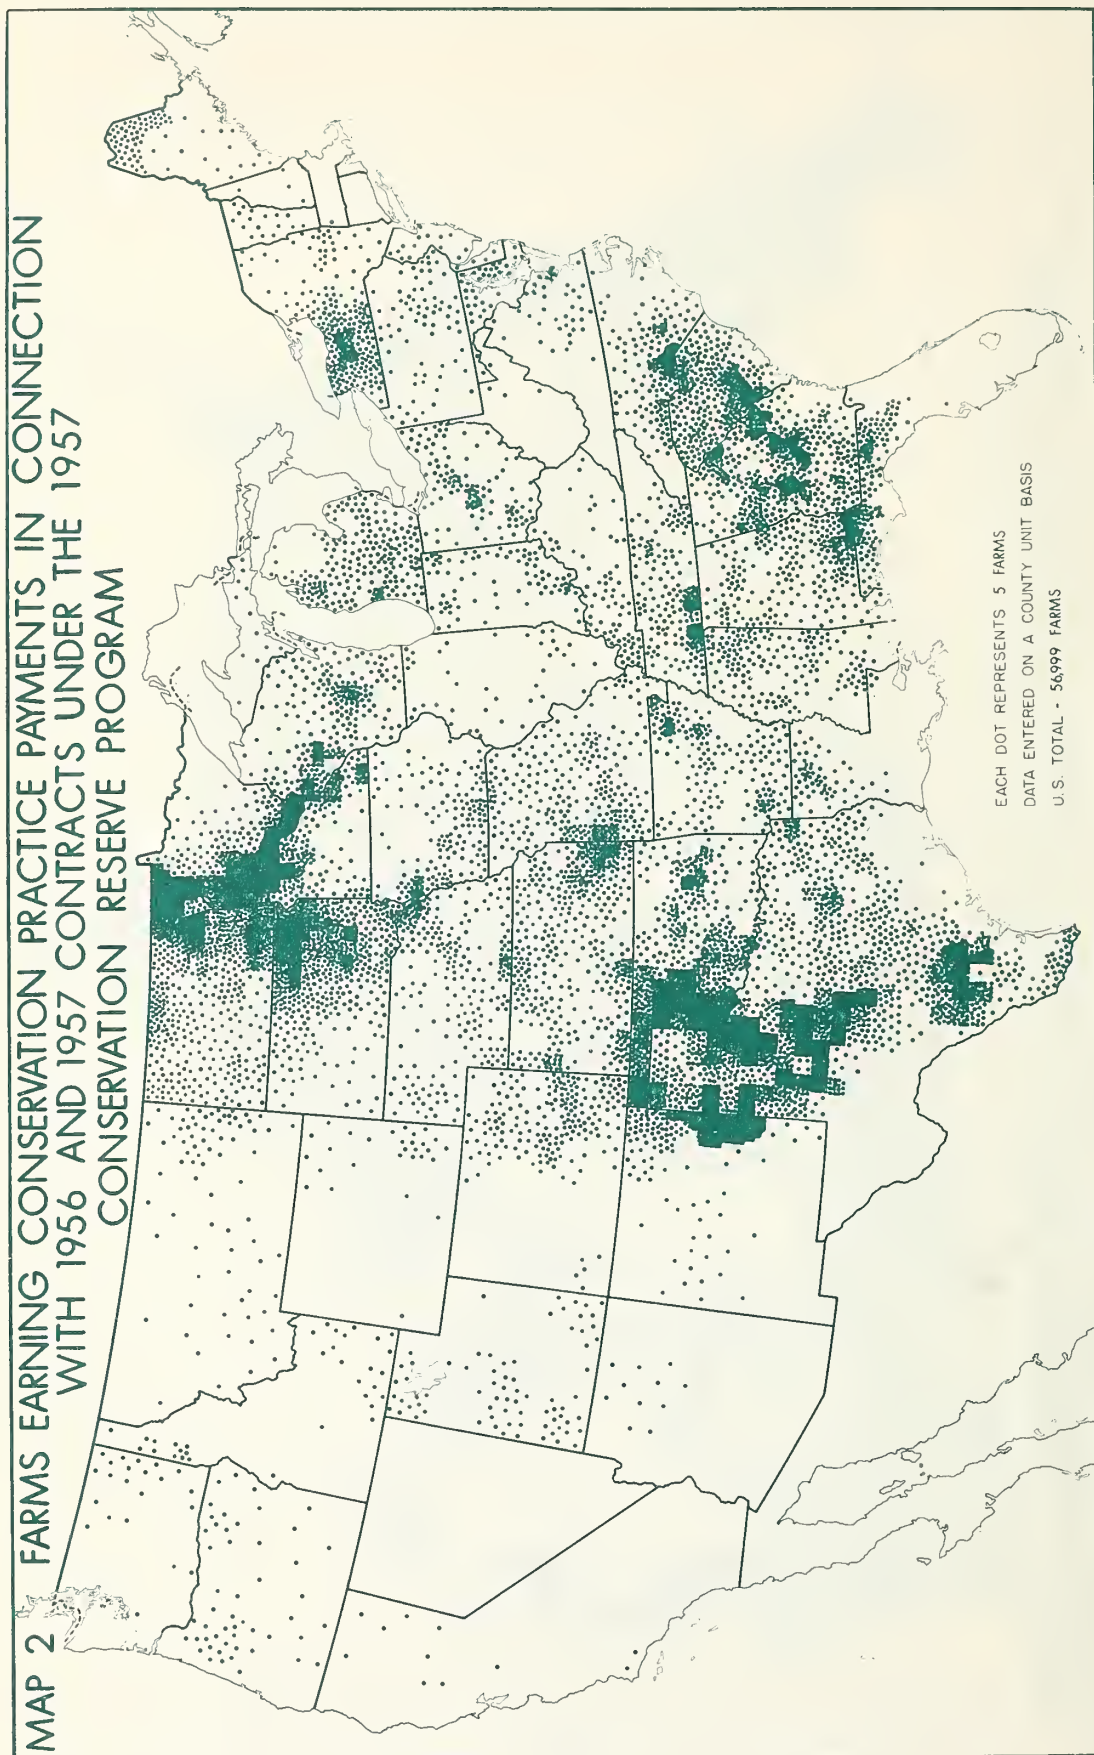 MAP 2 FARMS EARNING CONSERVATION PRACTICE PAYMENTS IN CONNECTION
WITH 1956 AND 1957 CONTRACTS UNDER THE 1957
CONSERVATION RESERVE PROGRAM
EACH DOT REPRESENTS 5 FARMS
DATA ENTERED ON A COUNTY UNIT BASIS
U.S. TOTAL - 56,999 FARMS